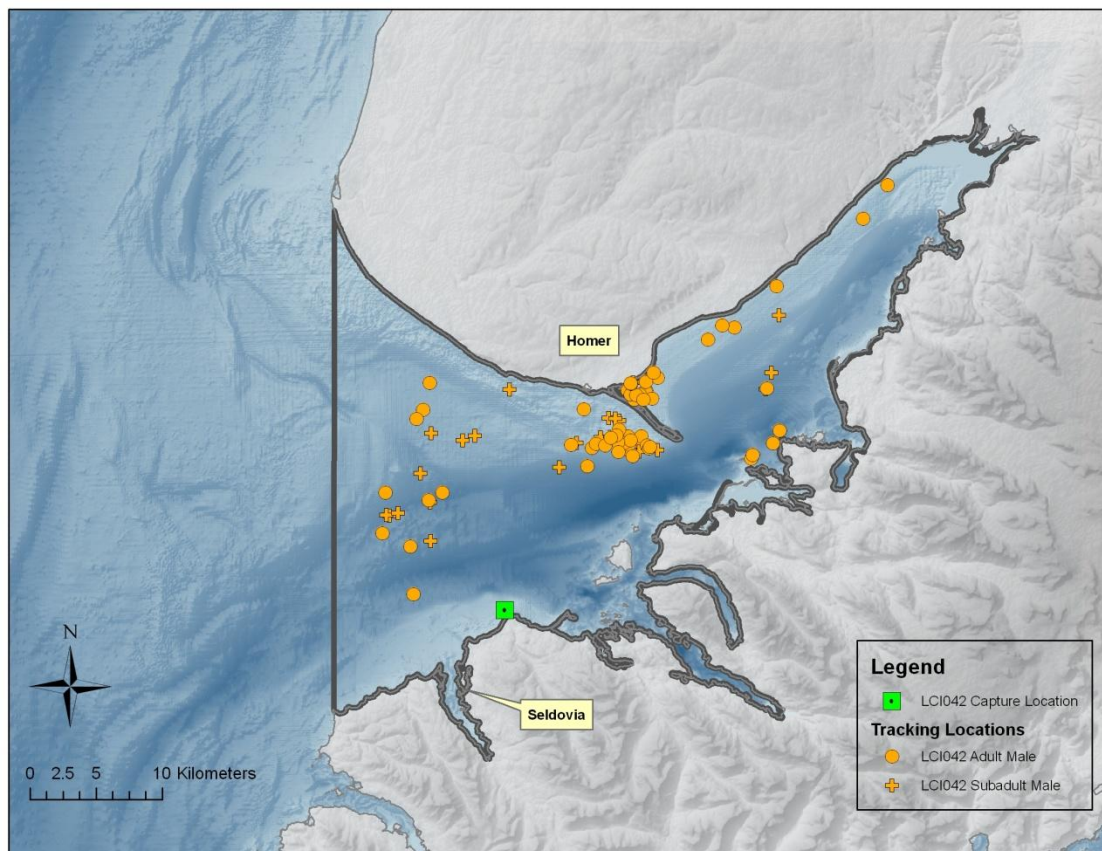 Homer
Seldovia
N
0 2.5 5 10 Kilometers
Legend
LCI042 Capture Location
Tracking Locations
LCI042 Adult Male
LCI042 Subadult Male